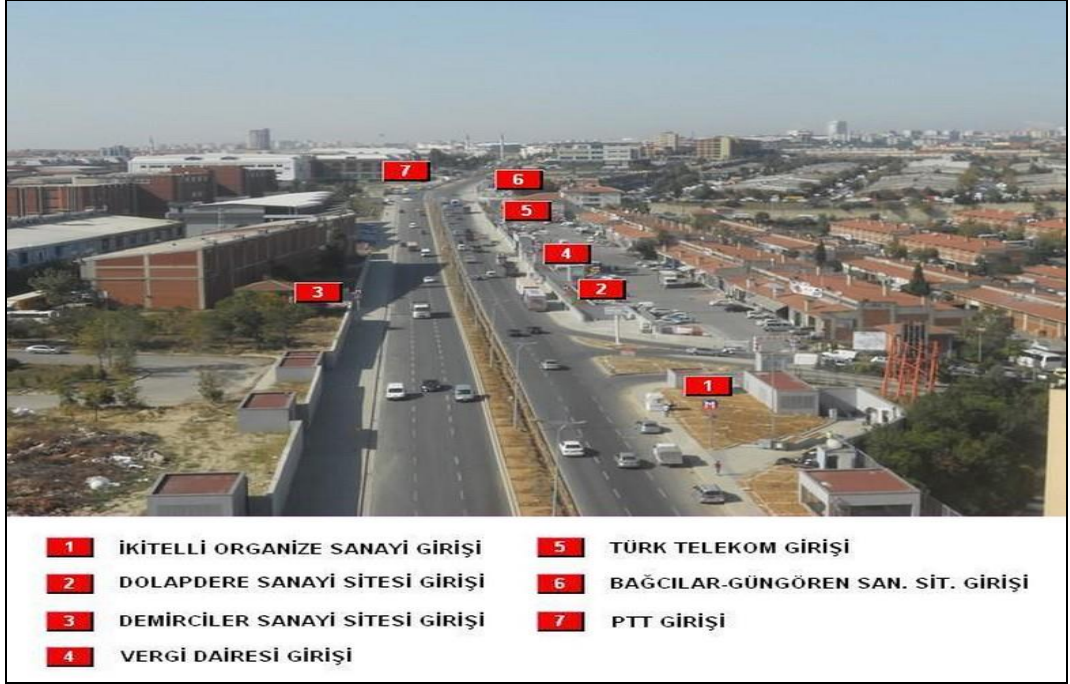 7
6
5
4
3
2
1
M
1 İKİTELLİ ORGANİZE SANAYİ GİRİŞİ
2 DOLAPDERE SANAYİ SİTESİ GİRİŞİ
3 DEMİRCİLER SANAYİ SİTESİ GİRİŞİ
4 VERGİ DAİRESİ GİRİŞİ
5 TÜRK TELEKOM GİRİŞİ
6 BAĞCILAR-GÜNGÖREN SAN. SİT. GİRİŞİ
7 PTT GİRİŞİ